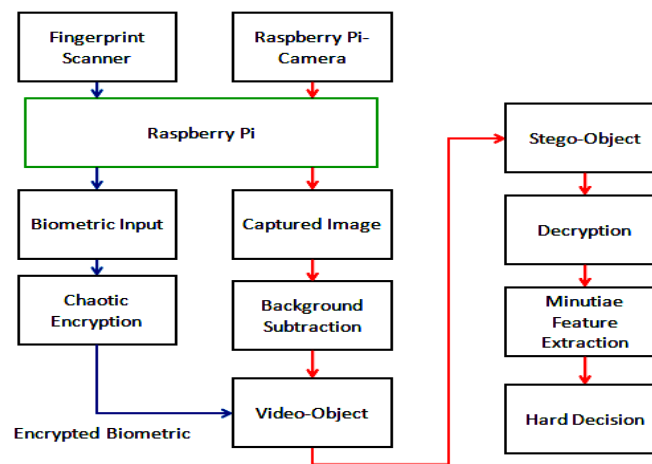 Fingerprint
Scanner
Raspberry Pi-
Camera
Raspberry Pi
Biometric Input
Captured Image
Chaotic
Encryption
Background
Subtraction
Encrypted Biometric
Video-Object
Stego-Object
Decryption
Minutiae
Feature
Extraction
Hard Decision